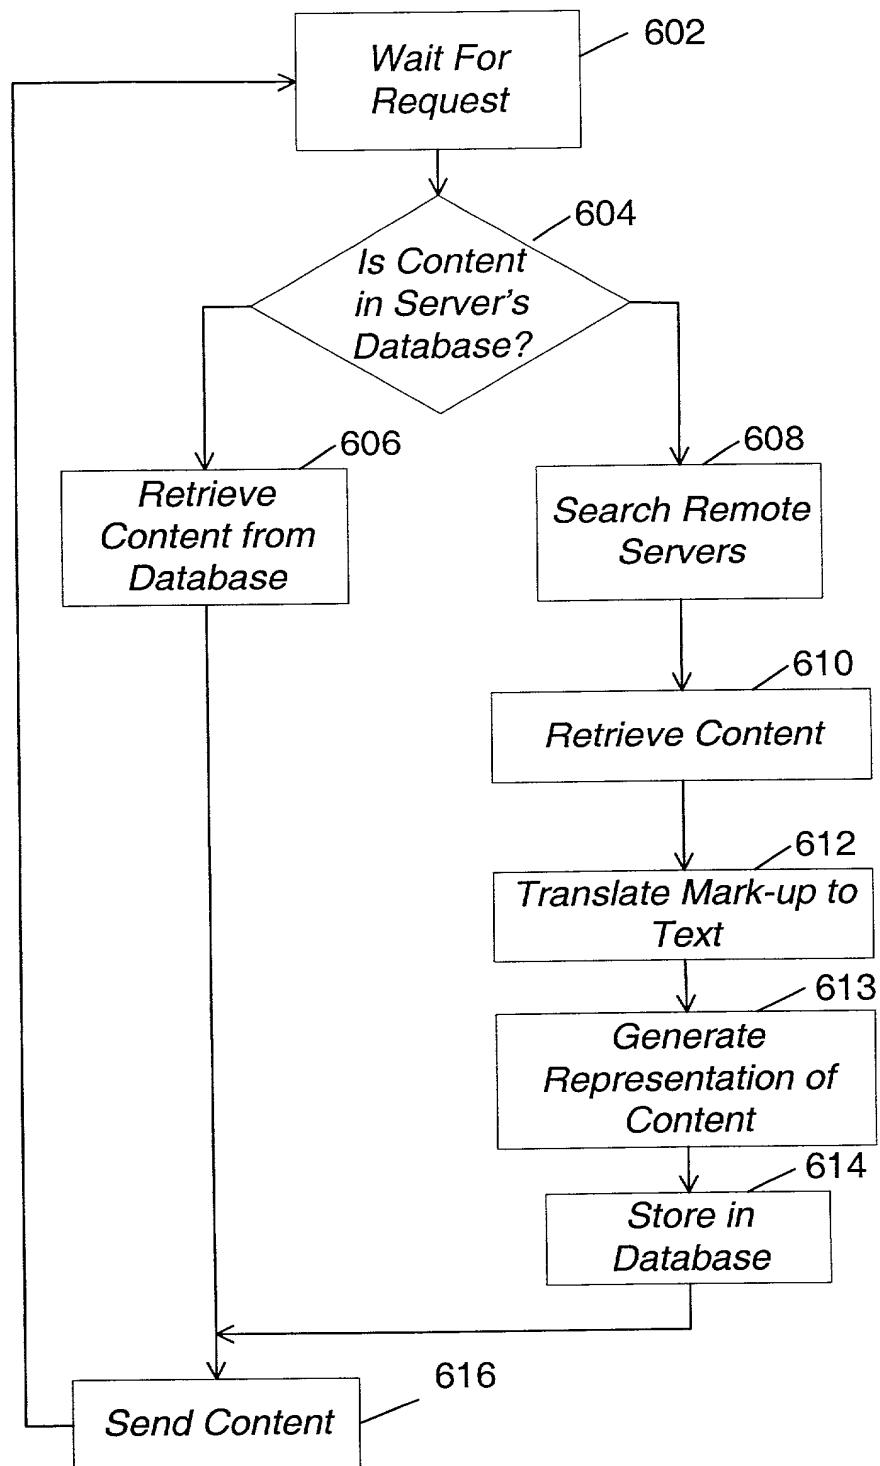 602
Wait For
Request
604
Is Content
in Server's
Database?
606
Retrieve
Content from
Database
608
Search Remote
Servers
610
Retrieve Content
612
Translate Mark-up to
Text
613
Generate
Representation of
Content
614
Store in
Database
616
Send Content